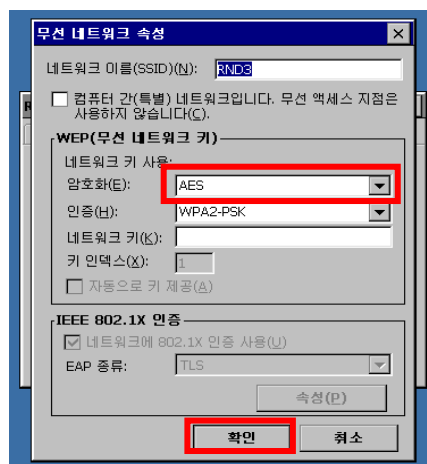 무선 네트워크 속성
네트워크 이름(SSID)(N): RND3
컴퓨터 간(특별) 네트워크입니다. 무선 액세스 지점은
사용하지 않습니다(C).
WEP(무선 네트워크 키)
네트워크 키 사용:
암호화(E): AES
인증(H): WPA2-PSK
네트워크 키(K):
키 인덱스(X): 1
자동으로 키 제공(A)
IEEE 802.1X 인증
네트워크에 802.1X 인증 사용(U)
EAP 종류: TLS
속성(P)
확인 취소